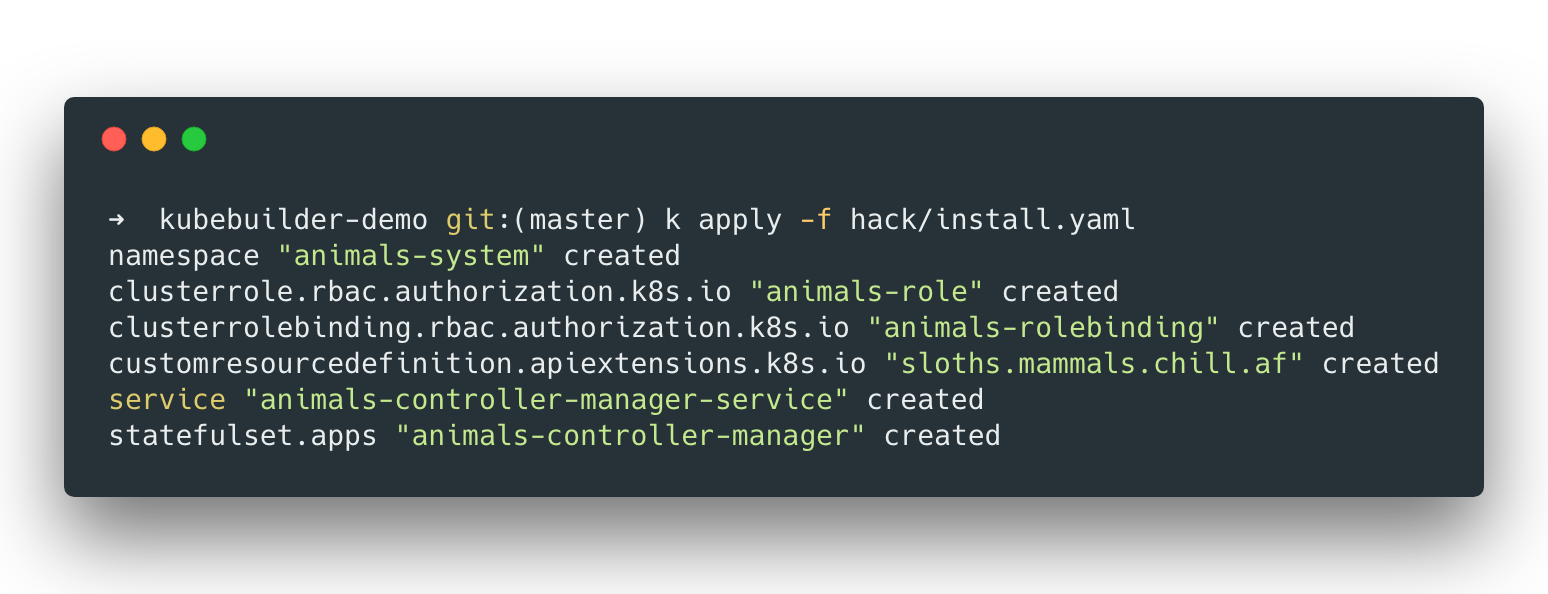 ➜  kubebuilder-demo git:(master) k apply -f hack/install.yaml
namespace "animals-system" created
clusterrole.rbac.authorization.k8s.io "animals-role" created
clusterrolebinding.rbac.authorization.k8s.io "animals-rolebinding" created
customresourcedefinition.apiextensions.k8s.io "sloths.mammals.chill.af" created
service "animals-controller-manager-service" created
statefulset.apps "animals-controller-manager" created